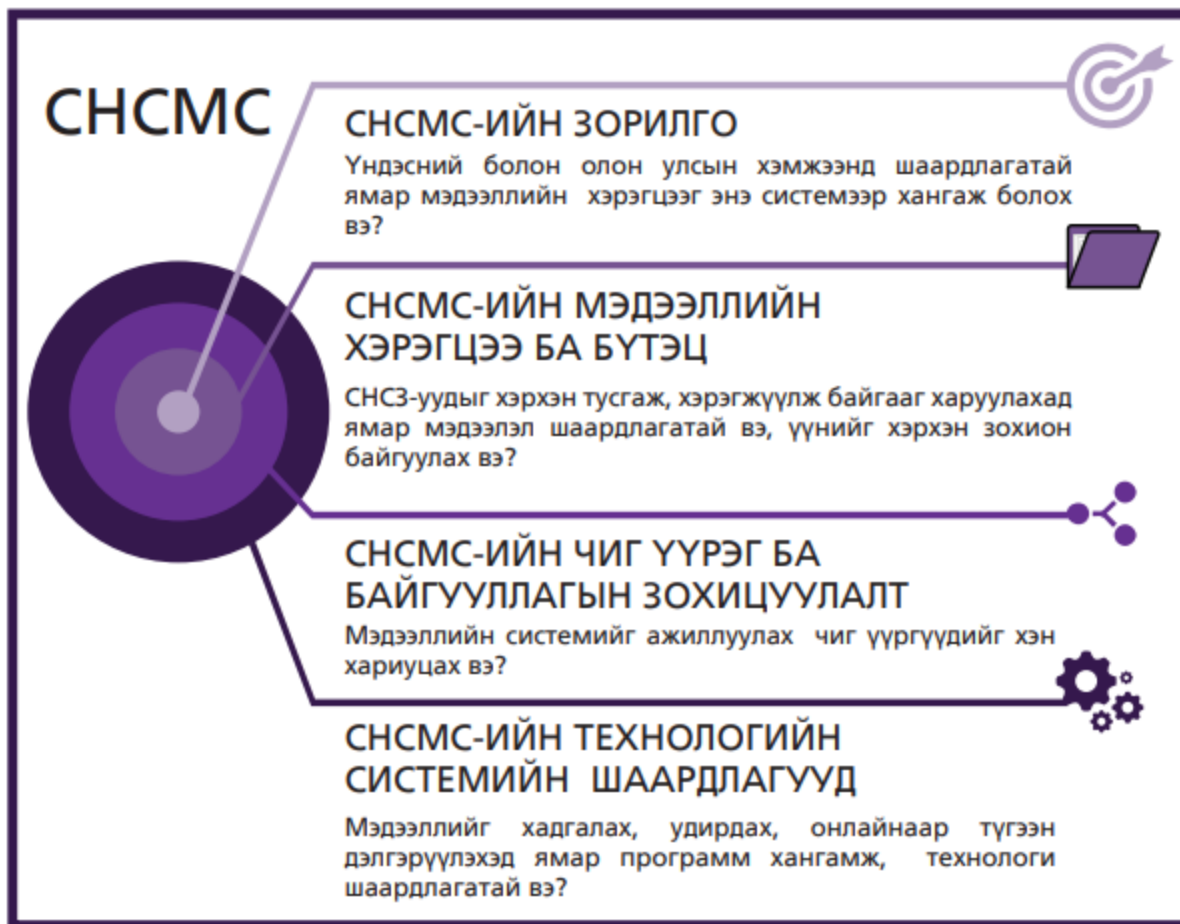 СНСМС
СНСМС-ИЙН ЗОРИЛГО
Үндэсний болон олон улсын хэмжээнд шаардлагатай
ямар мэдээллийн хэрэгцээг энэ системээр хангаж болох
вэ?
СНСМС-ИЙН МЭДЭЭЛЛИЙН
ХЭРЭГЦЭЭ БА БҮТЭЦ
СНСЗ-уудыг хэрхэн тусгаж, хэрэгжүүлж байгааг харуулахад
ямар мэдээлэл шаардлагатай вэ, үүнийг хэрхэн зохион
байгуулах вэ?
СНСМС-ИЙН ЧИГ ҮҮРЭГ БА
БАЙГУУЛЛАГЫН ЗОХИЦУУЛАЛТ
Мэдээллийн системийг ажиллуулах чиг үүргүүдийг хэн
хариуцах вэ?
СНСМС-ИЙН ТЕХНОЛОГИЙН
СИСТЕМИЙН ШААРДЛАГУУД
Мэдээллийг хадгалах, удирдах, онлайнаар түгээн
дэлгэрүүлэхэд ямар программ хангамж, технологи
шаардлагатай вэ?